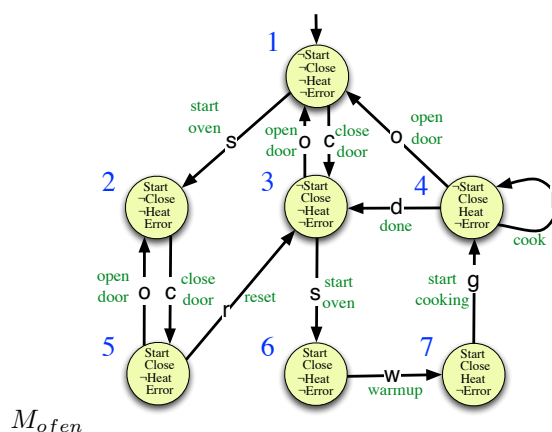 1
¬Start
¬Close
¬Heat
¬Error
start
oven
s
open
door
o
c
close
door
o
open
door
2
Start
¬Close
¬Heat
Error
3
¬Start
Close
¬Heat
¬Error
4
¬Start
Close
Heat
¬Error
d
done
cook
open
door
o
c
close
door
r
reset
s
start
oven
start
cooking
g
5
Start
Close
¬Heat
Error
6
Start
Close
¬Heat
¬Error
w
warmup
7
Start
Close
Heat
¬Error
M_ofen